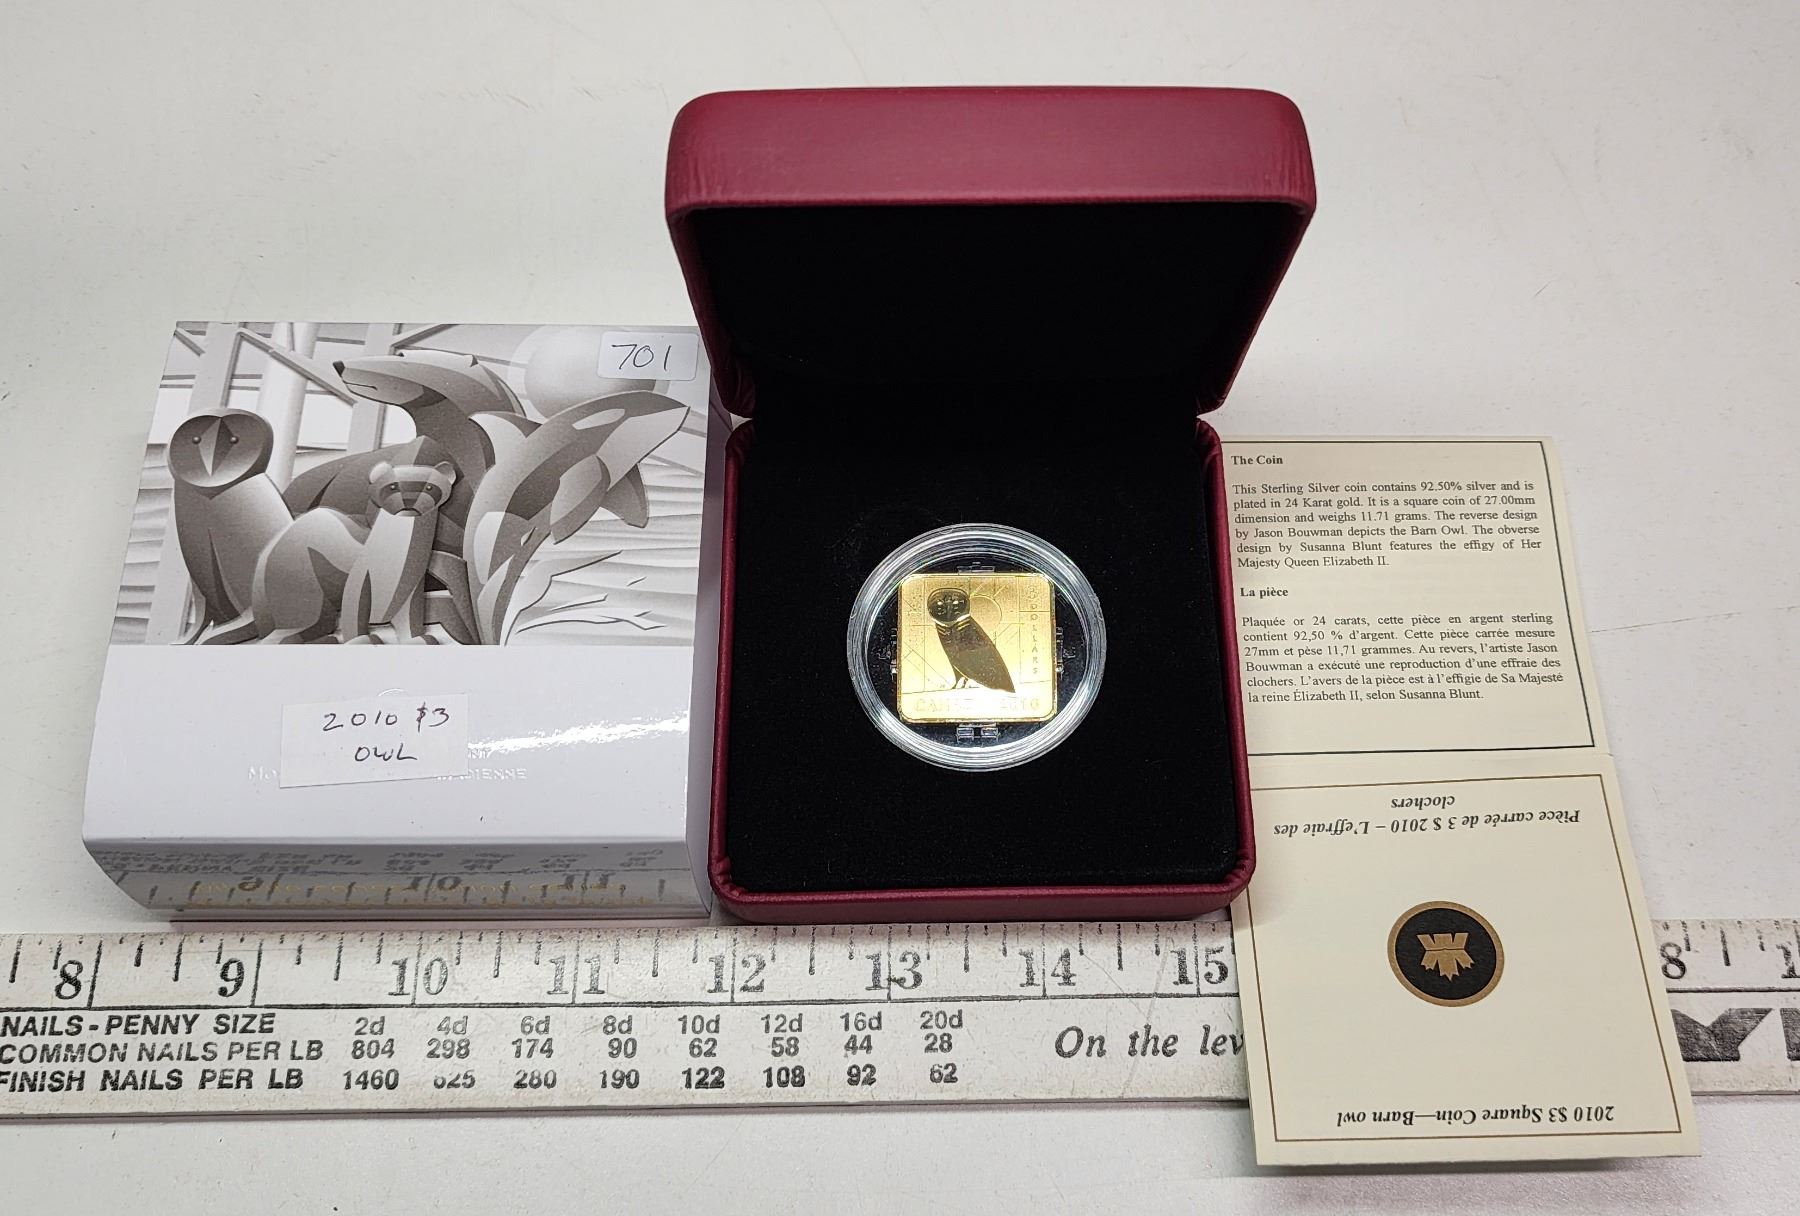 701
2010 $3
OWL
CANADA 2010
3
DOLLARS
The Coin
This Sterling Silver coin contains 92.50% silver and is
plated in 24 Karat gold. It is a square coin of 27.00mm
dimension and weighs 11.71 grams. The reverse design
by Jason Bouwman depicts the Barn Owl. The obverse
design by Susanna Blunt features the effigy of Her
Majesty Queen Elizabeth II.
La pièce
Plaquée or 24 carats, cette pièce en argent sterling
contient 92,50 % d'argent. Cette pièce carrée mesure
27mm et pèse 11,71 grammes. Au revers, l'artiste Jason
Bouwman a exécuté une reproduction d'une effraie des
clochers. L'avers de la pièce est à l'effigie de Sa Majesté
la reine Élizabeth II, selon Susanna Blunt.
Pièce carrée de 3 $ 2010 – L'effraie des
clochers
2010 $3 Square Coin—Barn owl
8 9 10 11 12 13 14 15 8
NAILS - PENNY SIZE 2d 4d 6d 8d 10d 12d 16d 20d
COMMON NAILS PER LB 804 298 174 90 62 58 44 28
FINISH NAILS PER LB 1460 625 280 190 122 108 92 62
On the lev